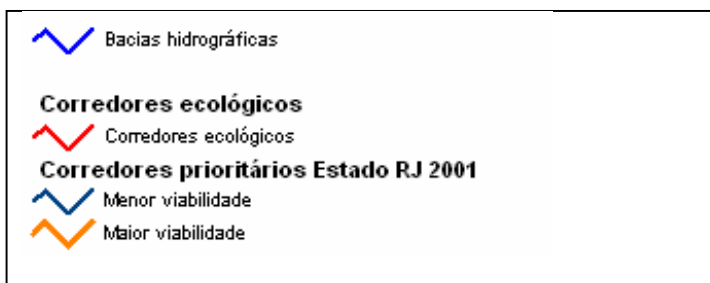 Bacias hidrográficas
Corredores ecológicos
Corredores ecológicos
Corredores prioritários Estado RJ 2001
Menor viabilidade
Maior viabilidade